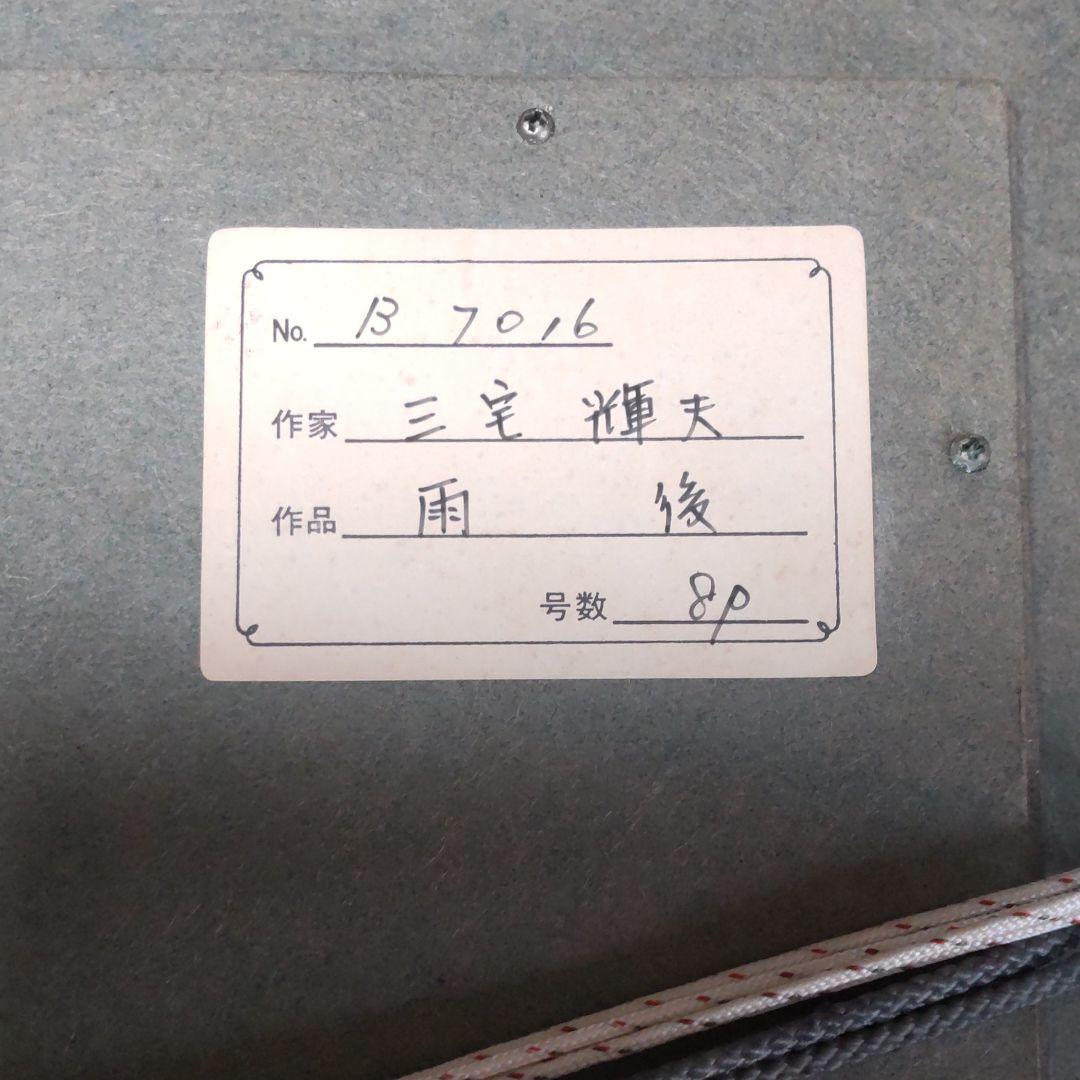 No. B 7016
作家 三宅 輝夫
作品 雨 後
号数 8P